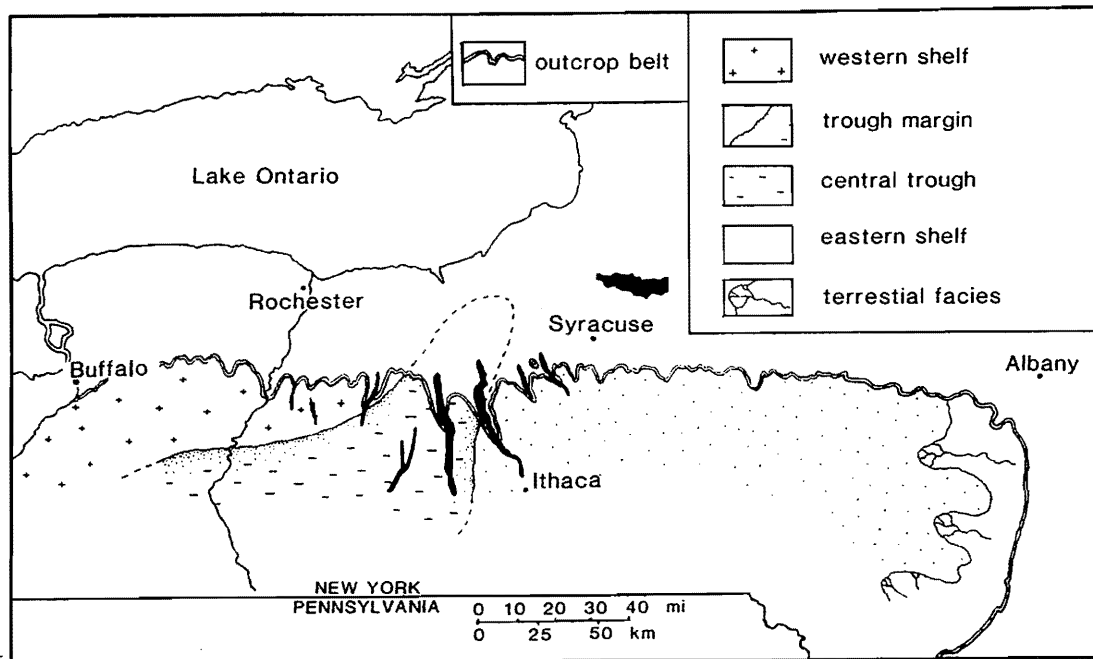 outcrop belt
western shelf
trough margin
central trough
eastern shelf
terrestial facies
Lake Ontario
Rochester
Syracuse
Buffalo
Albany
Ithaca
NEW YORK
PENNSYLVANIA
0 10 20 30 40 mi
0 25 50 km